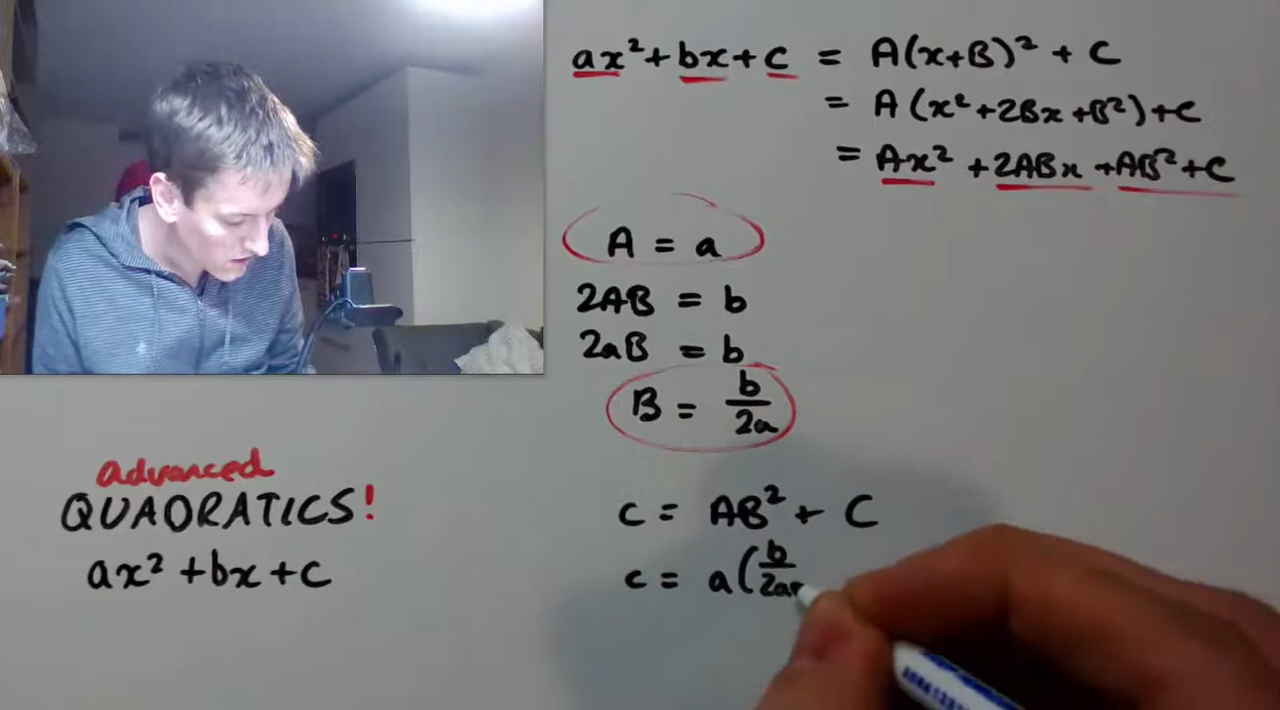 ax² + bx + c = A(x+B)² + C
= A(x² + 2Bx + B²) + C
= Ax² + 2ABx + AB² + C
A = a
2AB = b
2aB = b
B = b/2a
c = AB² + C
c = a(b/2a
advanced
QUADRATICS!
ax² + bx + c